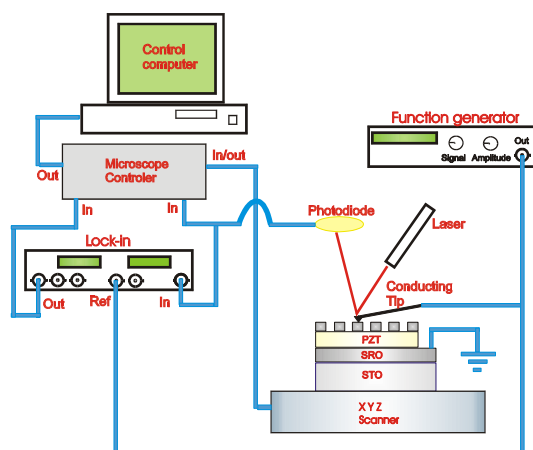 Control
computer
Function generator
Out
Signal Amplitude
In/out
Out
Microscope
Controler
In
In
Photodiode
Laser
Lock-in
Out
Ref
In
Conducting
Tip
PZT
SRO
STO
X Y Z
Scanner